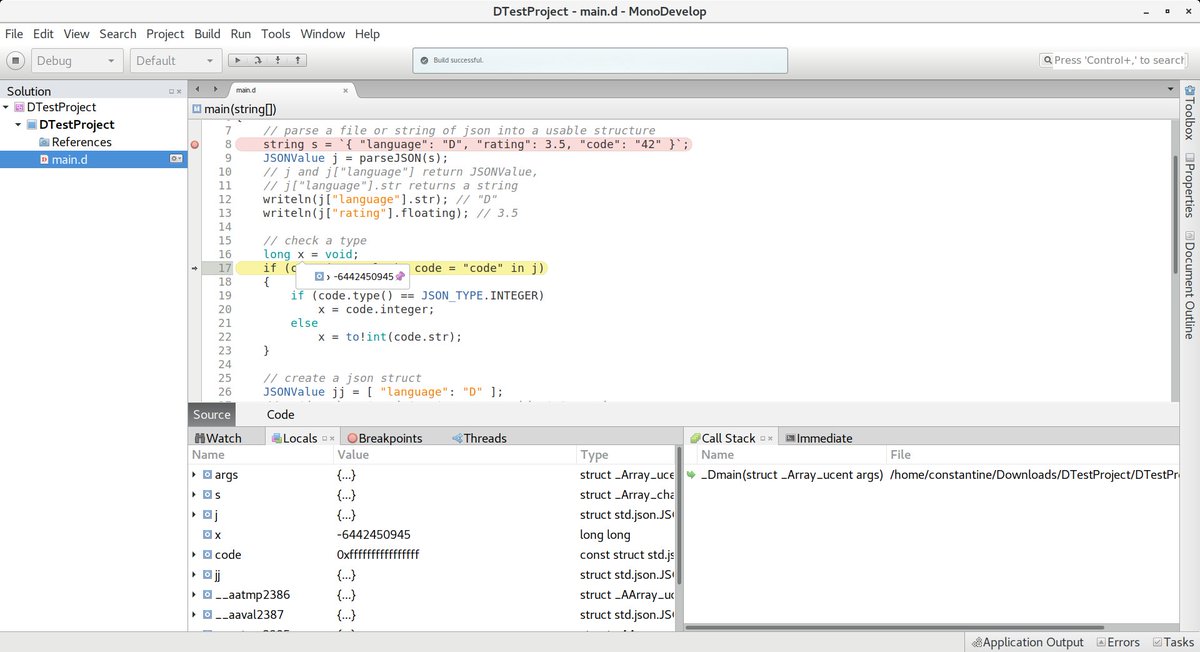 DTestProject - main.d - MonoDevelop
File Edit View Search Project Build Run Tools Window Help
Debug Default Build successful. Press 'Control+,' to search
Solution
DTestProject
DTestProject
References
main.d
main.d
main(string[])
7 // parse a file or string of json into a usable structure
8 string s = `{ "language": "D", "rating": 3.5, "code": "42" }`;
9 JSONValue j = parseJSON(s);
10 // j and j["language"] return JSONValue,
11 // j["language"].str returns a string
12 writeln(j["language"].str); // "D"
13 writeln(j["rating"].floating); // 3.5
14
15 // check a type
16 long x = void;
17 if (c code = "code" in j)
-6442450945
18 {
19 if (code.type() == JSON_TYPE.INTEGER)
20 x = code.integer;
21 else
22 x = to!int(code.str);
23 }
24
25 // create a json struct
26 JSONValue jj = [ "language": "D" ];
Source Code
Watch Locals Breakpoints Threads
Name Value Type
args {...} struct _Array_uce
s {...} struct _Array_cha
j {...} struct std.json.JS
x -6442450945 long long
code 0xffffffffffffffff const struct std.js
jj {...} struct std.json.JS
__aatmp2386 {...} struct _AArray_uc
__aaval2387 {...} struct std.json.JS
Call Stack Immediate
Name File
_Dmain(struct _Array_ucent args) /home/constantine/Downloads/DTestProject/DTestPr
Toolbox
Properties
Document Outline
Application Output Errors Tasks